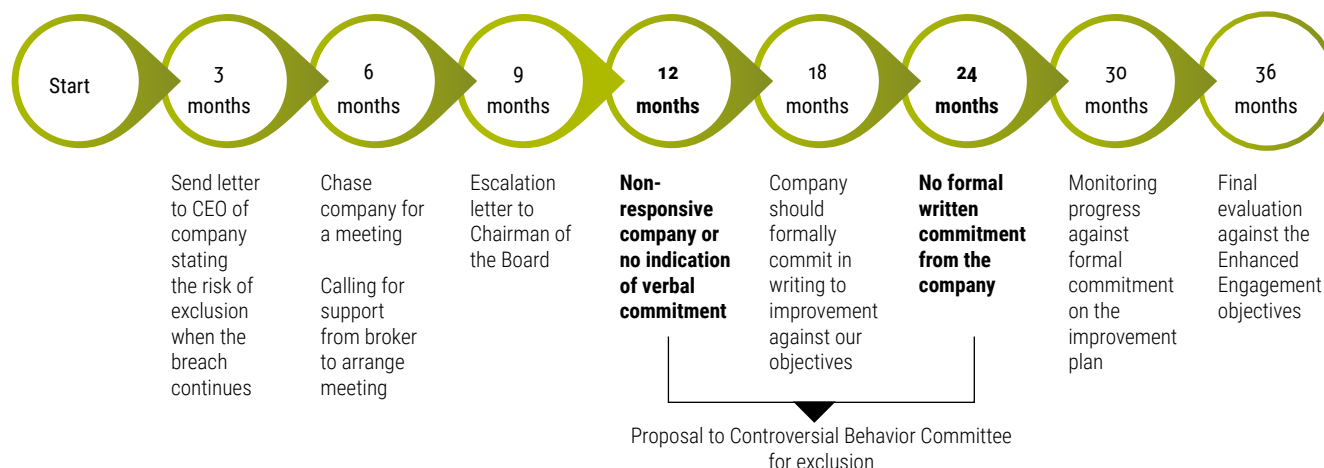 Start
3
months
6
months
9
months
12
months
18
months
24
months
30
months
36
months
Send letter
to CEO of
company
stating
the risk of
exclusion
when the
breach
continues
Chase
company for
a meeting
Calling for
support
from broker
to arrange
meeting
Escalation
letter to
Chairman of
the Board
Non-
responsive
company or
no indication
of verbal
commitment
Company
should
formally
commit in
writing to
improvement
against our
objectives
No formal
written
commitment
from the
company
Monitoring
progress
against
formal
commitment
on the
improvement
plan
Final
evaluation
against the
Enhanced
Engagement
objectives
Proposal to Controversial Behavior Committee
for exclusion